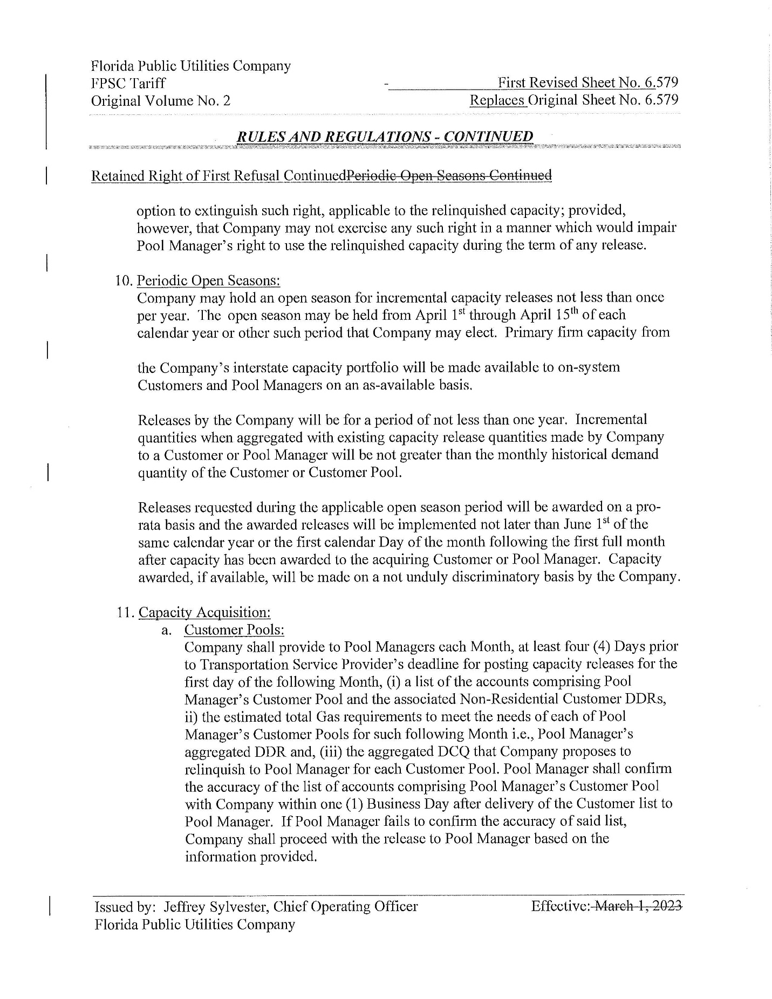 Florida Public Utilities Company
FPSC Tariff - First Revised Sheet No. 6.579
Original Volume No. 2 Replaces Original Sheet No. 6.579
RULES AND REGULATIONS - CONTINUED
Retained Right of First Refusal ContinuedPeriodic Open Seasons Continued
option to extinguish such right, applicable to the relinquished capacity; provided,
however, that Company may not exercise any such right in a manner which would impair
Pool Manager's right to use the relinquished capacity during the term of any release.
10. Periodic Open Seasons:
Company may hold an open season for incremental capacity releases not less than once
per year. The open season may be held from April 1st through April 15th of each
calendar year or other such period that Company may elect. Primary firm capacity from
the Company's interstate capacity portfolio will be made available to on-system
Customers and Pool Managers on an as-available basis.
Releases by the Company will be for a period of not less than one year. Incremental
quantities when aggregated with existing capacity release quantities made by Company
to a Customer or Pool Manager will be not greater than the monthly historical demand
quantity of the Customer or Customer Pool.
Releases requested during the applicable open season period will be awarded on a pro-
rata basis and the awarded releases will be implemented not later than June 1st of the
same calendar year or the first calendar Day of the month following the first full month
after capacity has been awarded to the acquiring Customer or Pool Manager. Capacity
awarded, if available, will be made on a not unduly discriminatory basis by the Company.
11. Capacity Acquisition:
a. Customer Pools:
Company shall provide to Pool Managers each Month, at least four (4) Days prior
to Transportation Service Provider's deadline for posting capacity releases for the
first day of the following Month, (i) a list of the accounts comprising Pool
Manager's Customer Pool and the associated Non-Residential Customer DDRs,
ii) the estimated total Gas requirements to meet the needs of each of Pool
Manager's Customer Pools for such following Month i.e., Pool Manager's
aggregated DDR and, (iii) the aggregated DCQ that Company proposes to
relinquish to Pool Manager for each Customer Pool. Pool Manager shall confirm
the accuracy of the list of accounts comprising Pool Manager's Customer Pool
with Company within one (1) Business Day after delivery of the Customer list to
Pool Manager. If Pool Manager fails to confirm the accuracy of said list,
Company shall proceed with the release to Pool Manager based on the
information provided.
Issued by: Jeffrey Sylvester, Chief Operating Officer Effective: March 1, 2023
Florida Public Utilities Company